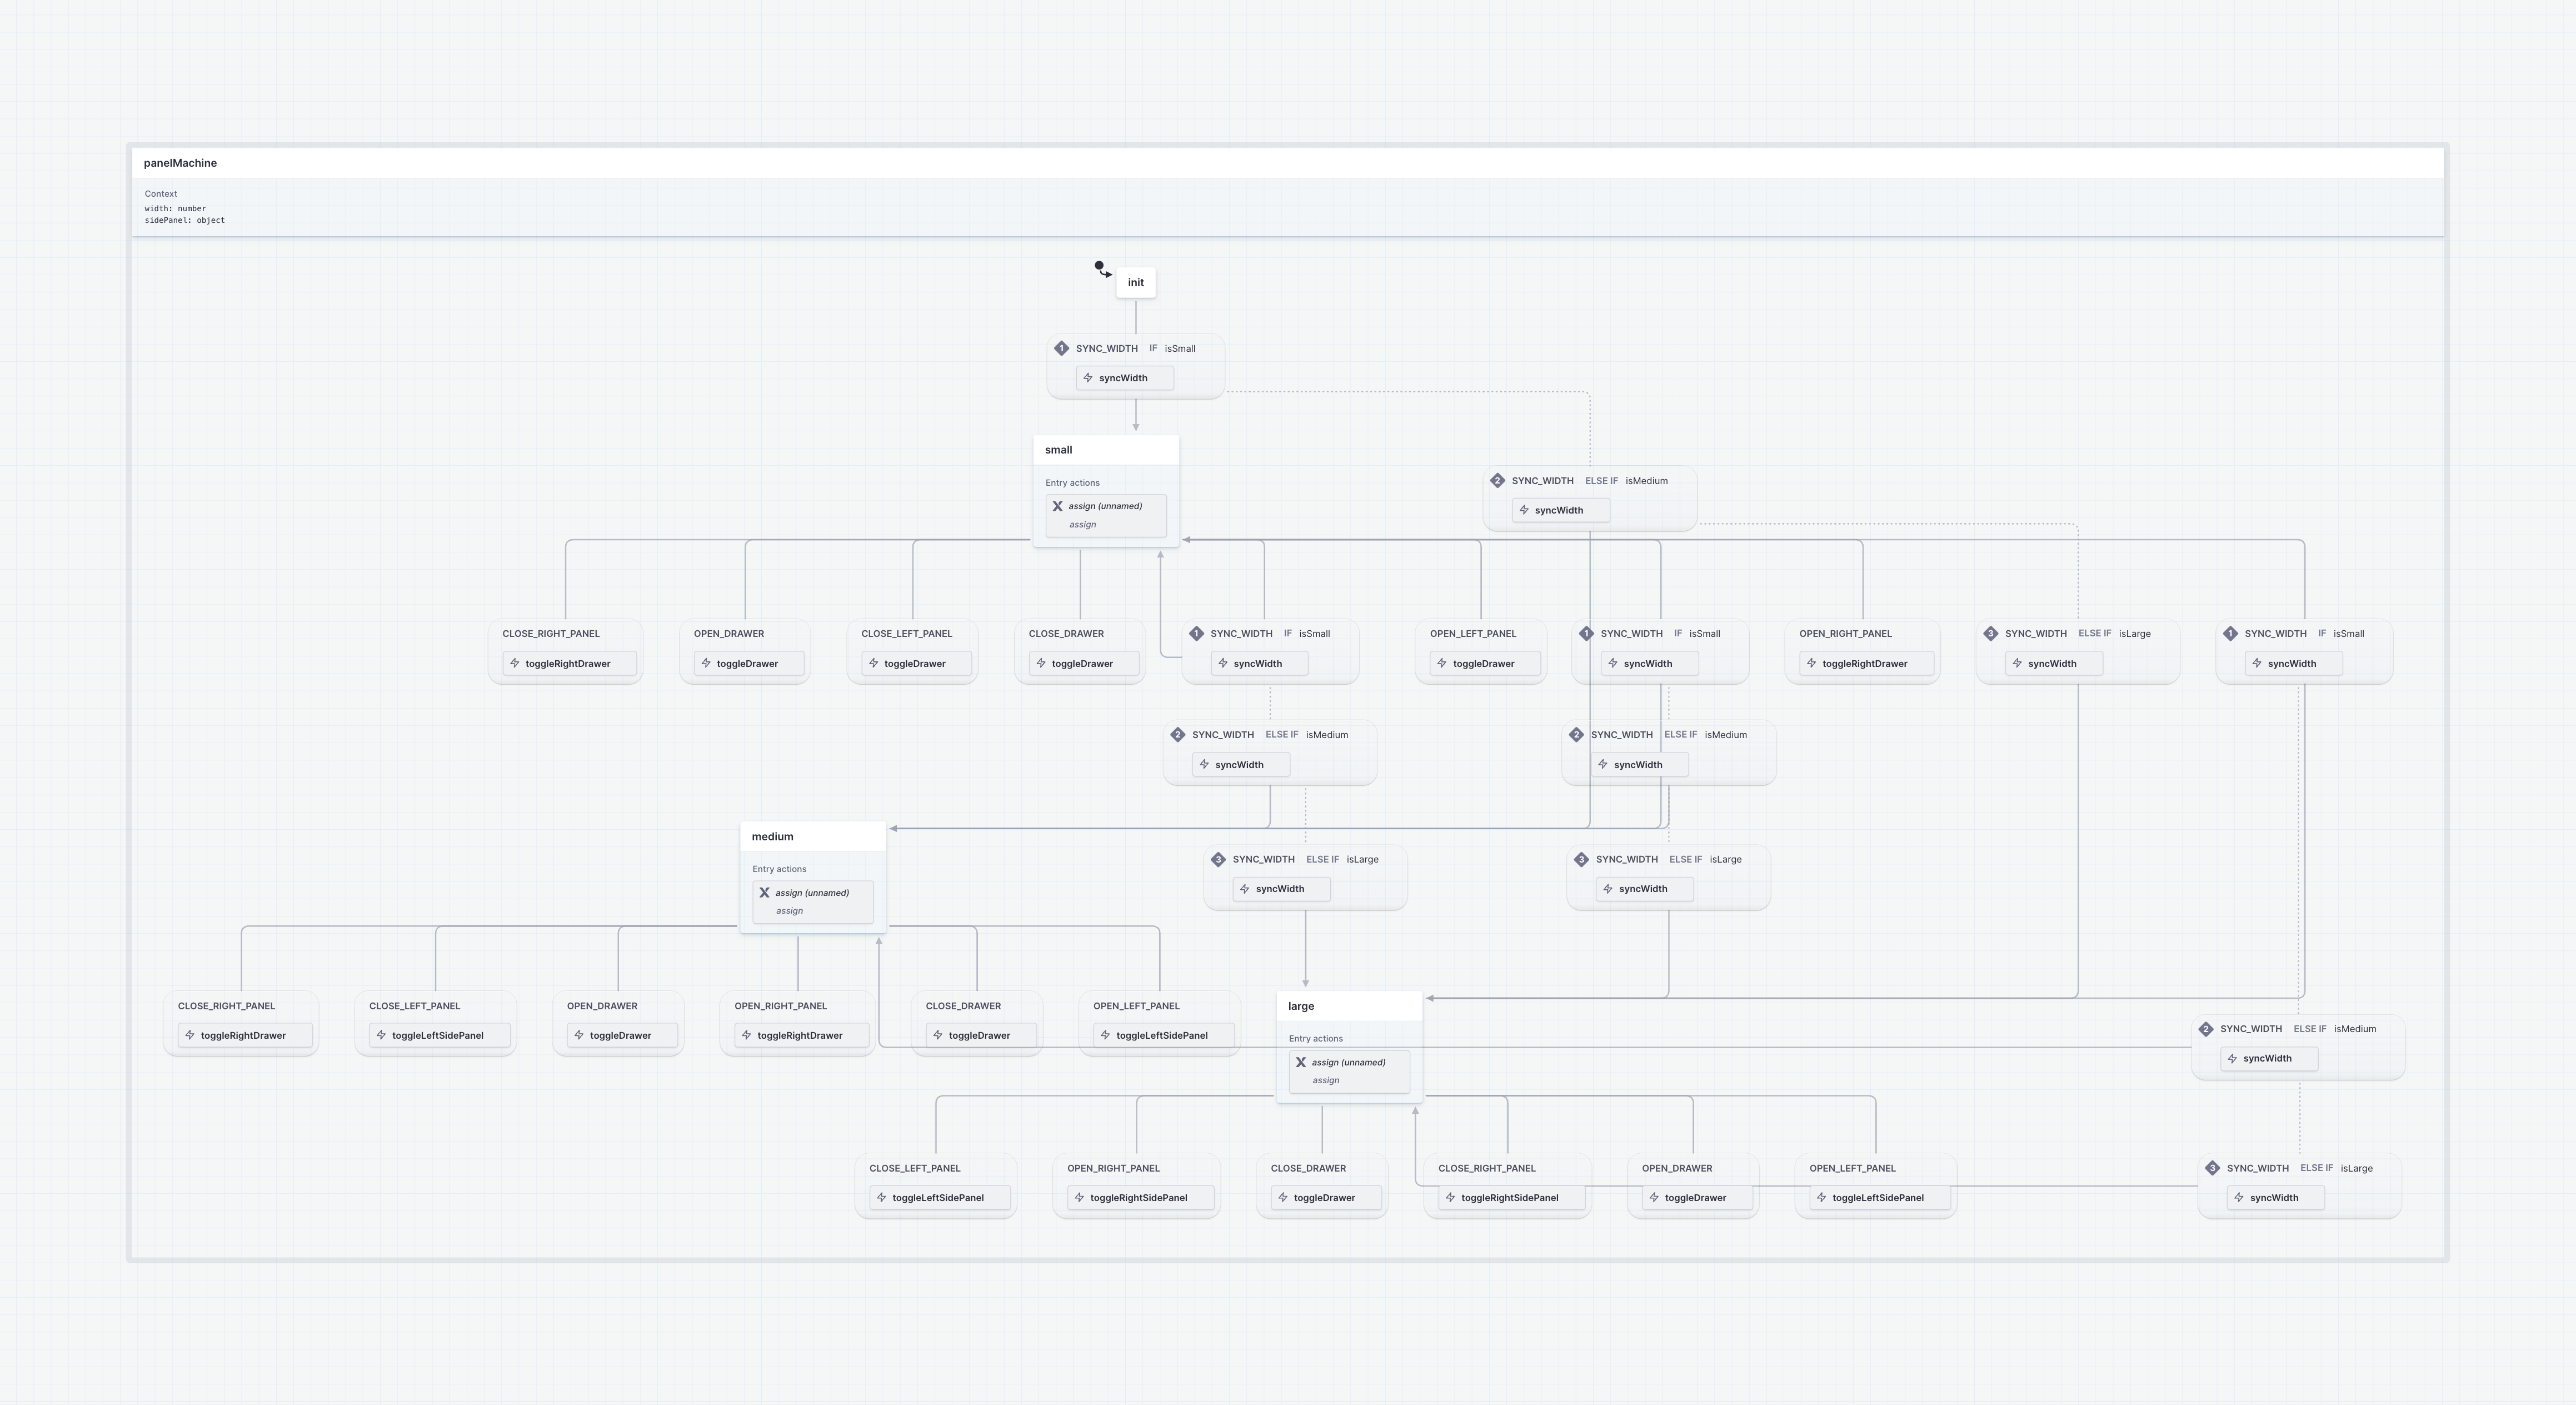 panelMachine
Context
width: number
sidePanel: object
init
1 SYNC_WIDTH IF isSmall
syncWidth
small
Entry actions
assign (unnamed)
assign
2 SYNC_WIDTH ELSE IF isMedium
syncWidth
CLOSE_RIGHT_PANEL
toggleRightDrawer
OPEN_DRAWER
toggleDrawer
CLOSE_LEFT_PANEL
toggleDrawer
CLOSE_DRAWER
toggleDrawer
1 SYNC_WIDTH IF isSmall
syncWidth
OPEN_LEFT_PANEL
toggleDrawer
1 SYNC_WIDTH IF isSmall
syncWidth
OPEN_RIGHT_PANEL
toggleRightDrawer
3 SYNC_WIDTH ELSE IF isLarge
syncWidth
1 SYNC_WIDTH IF isSmall
syncWidth
2 SYNC_WIDTH ELSE IF isMedium
syncWidth
2 SYNC_WIDTH ELSE IF isMedium
syncWidth
medium
Entry actions
assign (unnamed)
assign
3 SYNC_WIDTH ELSE IF isLarge
syncWidth
3 SYNC_WIDTH ELSE IF isLarge
syncWidth
CLOSE_RIGHT_PANEL
toggleRightDrawer
CLOSE_LEFT_PANEL
toggleLeftSidePanel
OPEN_DRAWER
toggleDrawer
OPEN_RIGHT_PANEL
toggleRightDrawer
CLOSE_DRAWER
toggleDrawer
OPEN_LEFT_PANEL
toggleLeftSidePanel
large
Entry actions
assign (unnamed)
assign
2 SYNC_WIDTH ELSE IF isMedium
syncWidth
CLOSE_LEFT_PANEL
toggleLeftSidePanel
OPEN_RIGHT_PANEL
toggleRightSidePanel
CLOSE_DRAWER
toggleDrawer
CLOSE_RIGHT_PANEL
toggleRightSidePanel
OPEN_DRAWER
toggleDrawer
OPEN_LEFT_PANEL
toggleLeftSidePanel
3 SYNC_WIDTH ELSE IF isLarge
syncWidth